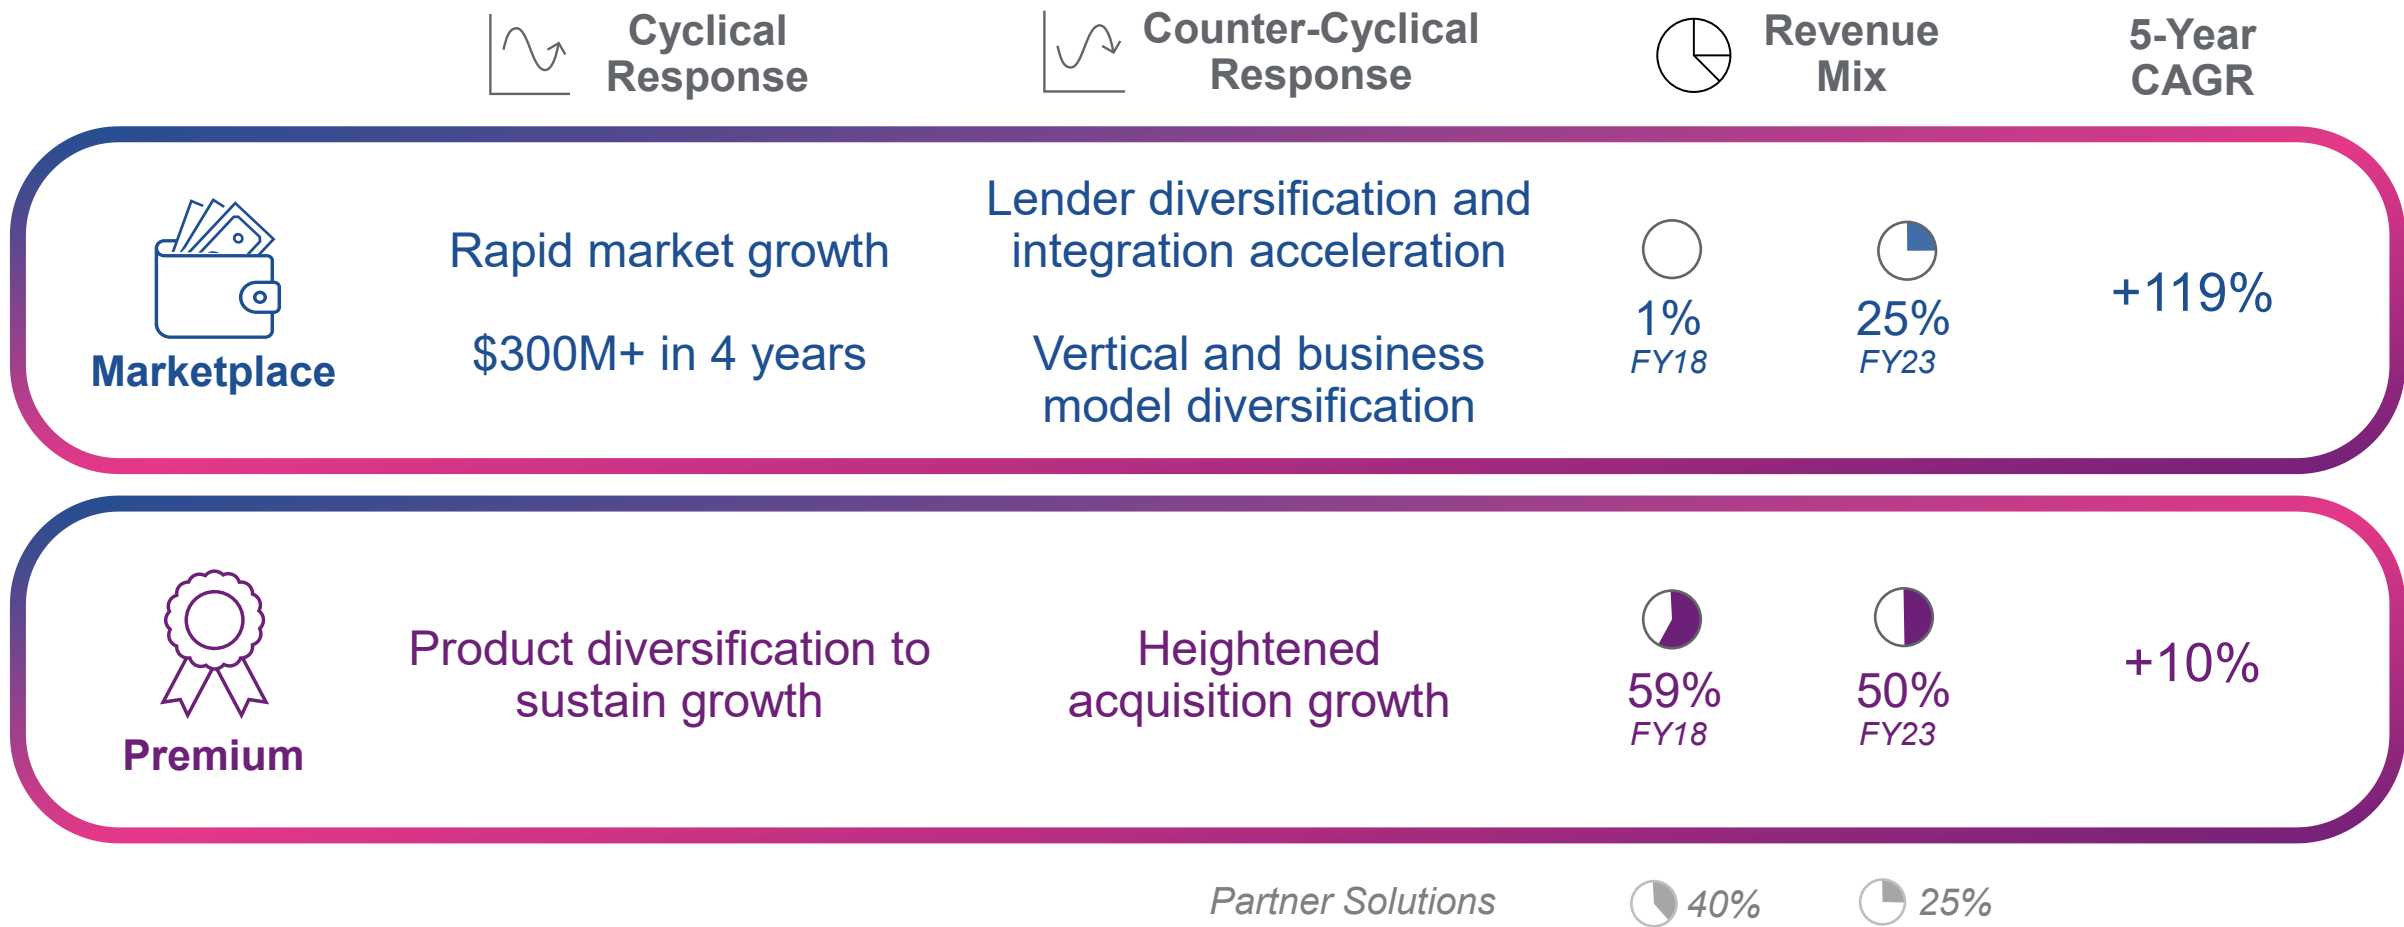 Cyclical
Response
Counter-Cyclical
Response
Revenue
Mix
5-Year
CAGR
Marketplace
Rapid market growth
$300M+ in 4 years
Lender diversification and
integration acceleration
Vertical and business
model diversification
1%
FY18
25%
FY23
+119%
Premium
Product diversification to
sustain growth
Heightened
acquisition growth
59%
FY18
50%
FY23
+10%
Partner Solutions 40% 25%